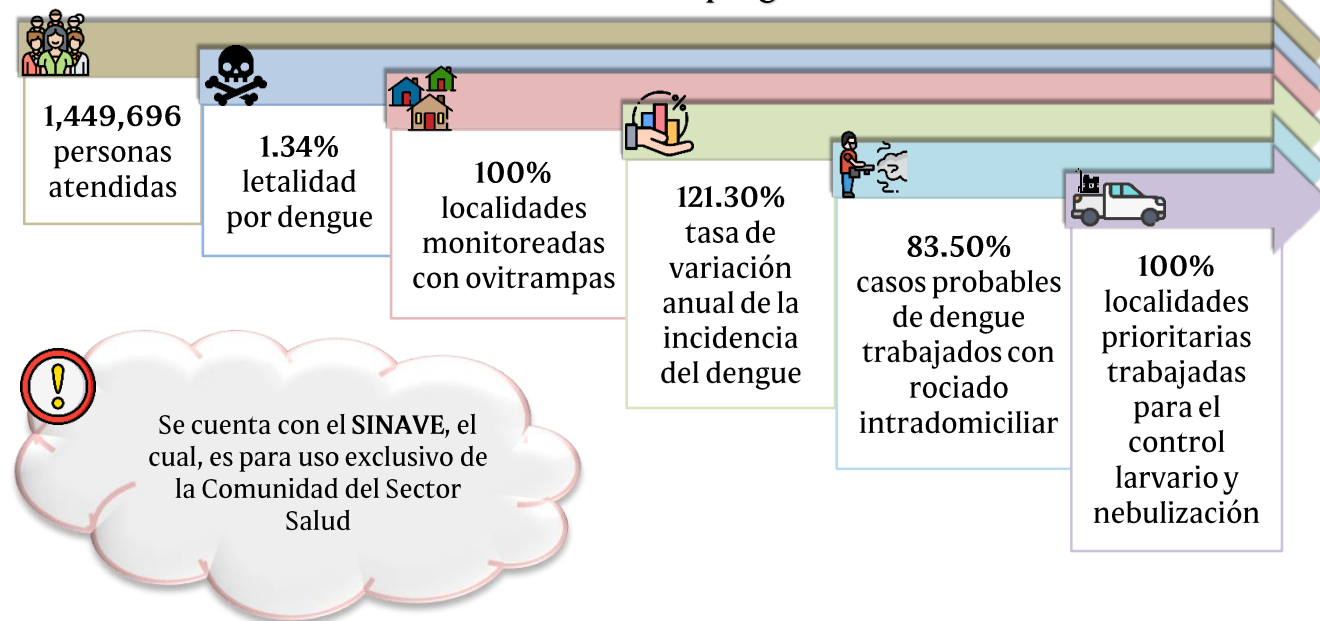 1,449,696
personas
atendidas
1.34%
letalidad
por dengue
100%
localidades
monitoreadas
con ovitrampas
121.30%
tasa de
variación
anual de la
incidencia
del dengue
83.50%
casos probables
de dengue
trabajados con
rociado
intradomiciliar
100%
localidades
prioritarias
trabajadas
para el
control
larvario y
nebulización
Se cuenta con el SINAVE, el
cual, es para uso exclusivo de
la Comunidad del Sector
Salud